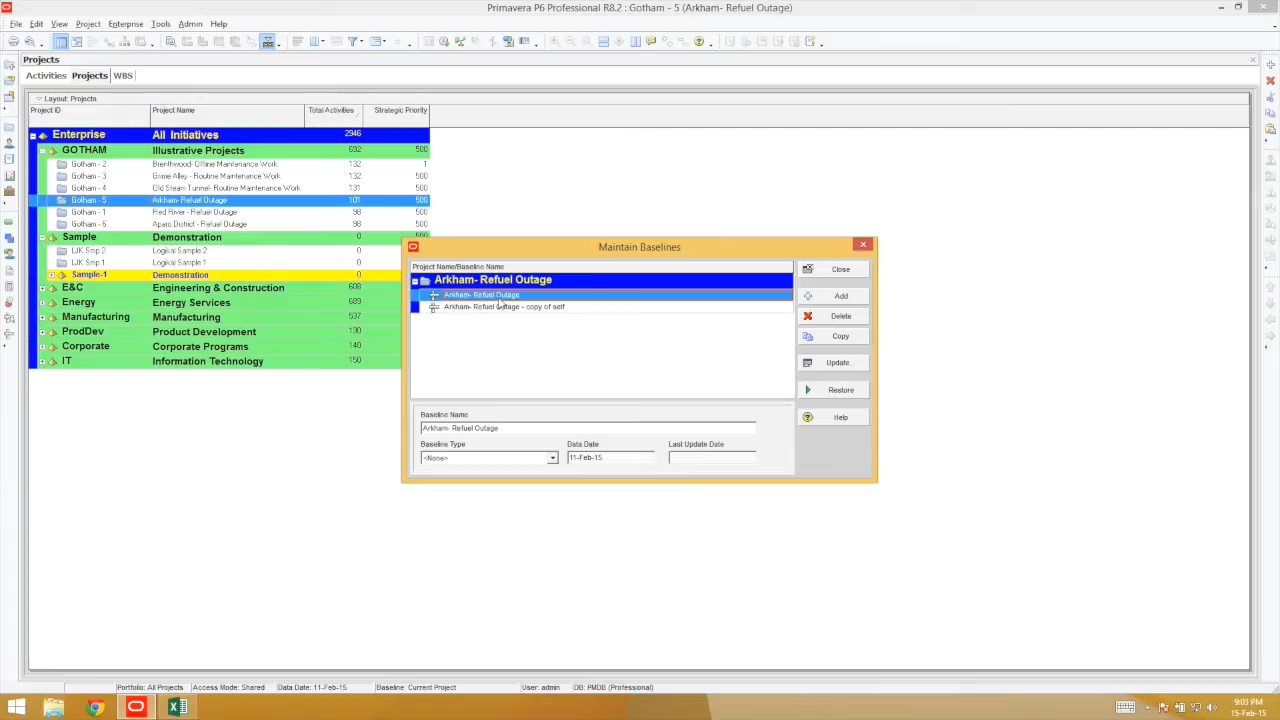 Primavera P6 Professional R8.2 : Gotham - 5 (Arkham- Refuel Outage)
File Edit View Project Enterprise Tools Admin Help
Projects
Activities Projects WBS
Layout: Projects
Project ID Project Name Total Activities Strategic Priority
Enterprise All Initiatives 2946
GOTHAM Illustrative Projects 692 500
Gotham - 2 Brenthwood- Offline Maintenance Work 132 1
Gotham - 3 Grime Alley - Routine Maintenance Work 132 500
Gotham - 4 Old Steam Tunnel- Routine Maintenance Work 131 500
Gotham - 5 Arkham- Refuel Outage 101 500
Gotham - 1 Red River - Refuel Outage 98 500
Gotham - 6 Aparo District - Refuel Outage 98 500
Sample Demonstration 0 500
LJK Smp 2 Logikal Sample 2 0
LJK Smp 1 Logikal Sample 1 0
Sample-1 Demonstration 0
E&C Engineering & Construction 608
Energy Energy Services 689
Manufacturing Manufacturing 537
ProdDev Product Development 130
Corporate Corporate Programs 140
IT Information Technology 150
Maintain Baselines
Project Name/Baseline Name
Arkham- Refuel Outage
Arkham- Refuel Outage
Arkham- Refuel Outage - copy of self
Close
Add
Delete
Copy
Update..
Restore
Help
Baseline Name
Arkham- Refuel Outage
Baseline Type Data Date Last Update Date
<None> 11-Feb-15
Portfolio: All Projects Access Mode: Shared Data Date: 11-Feb-15 Baseline: Current Project User: admin DB: PMDB (Professional)
9:03 PM
15-Feb-15